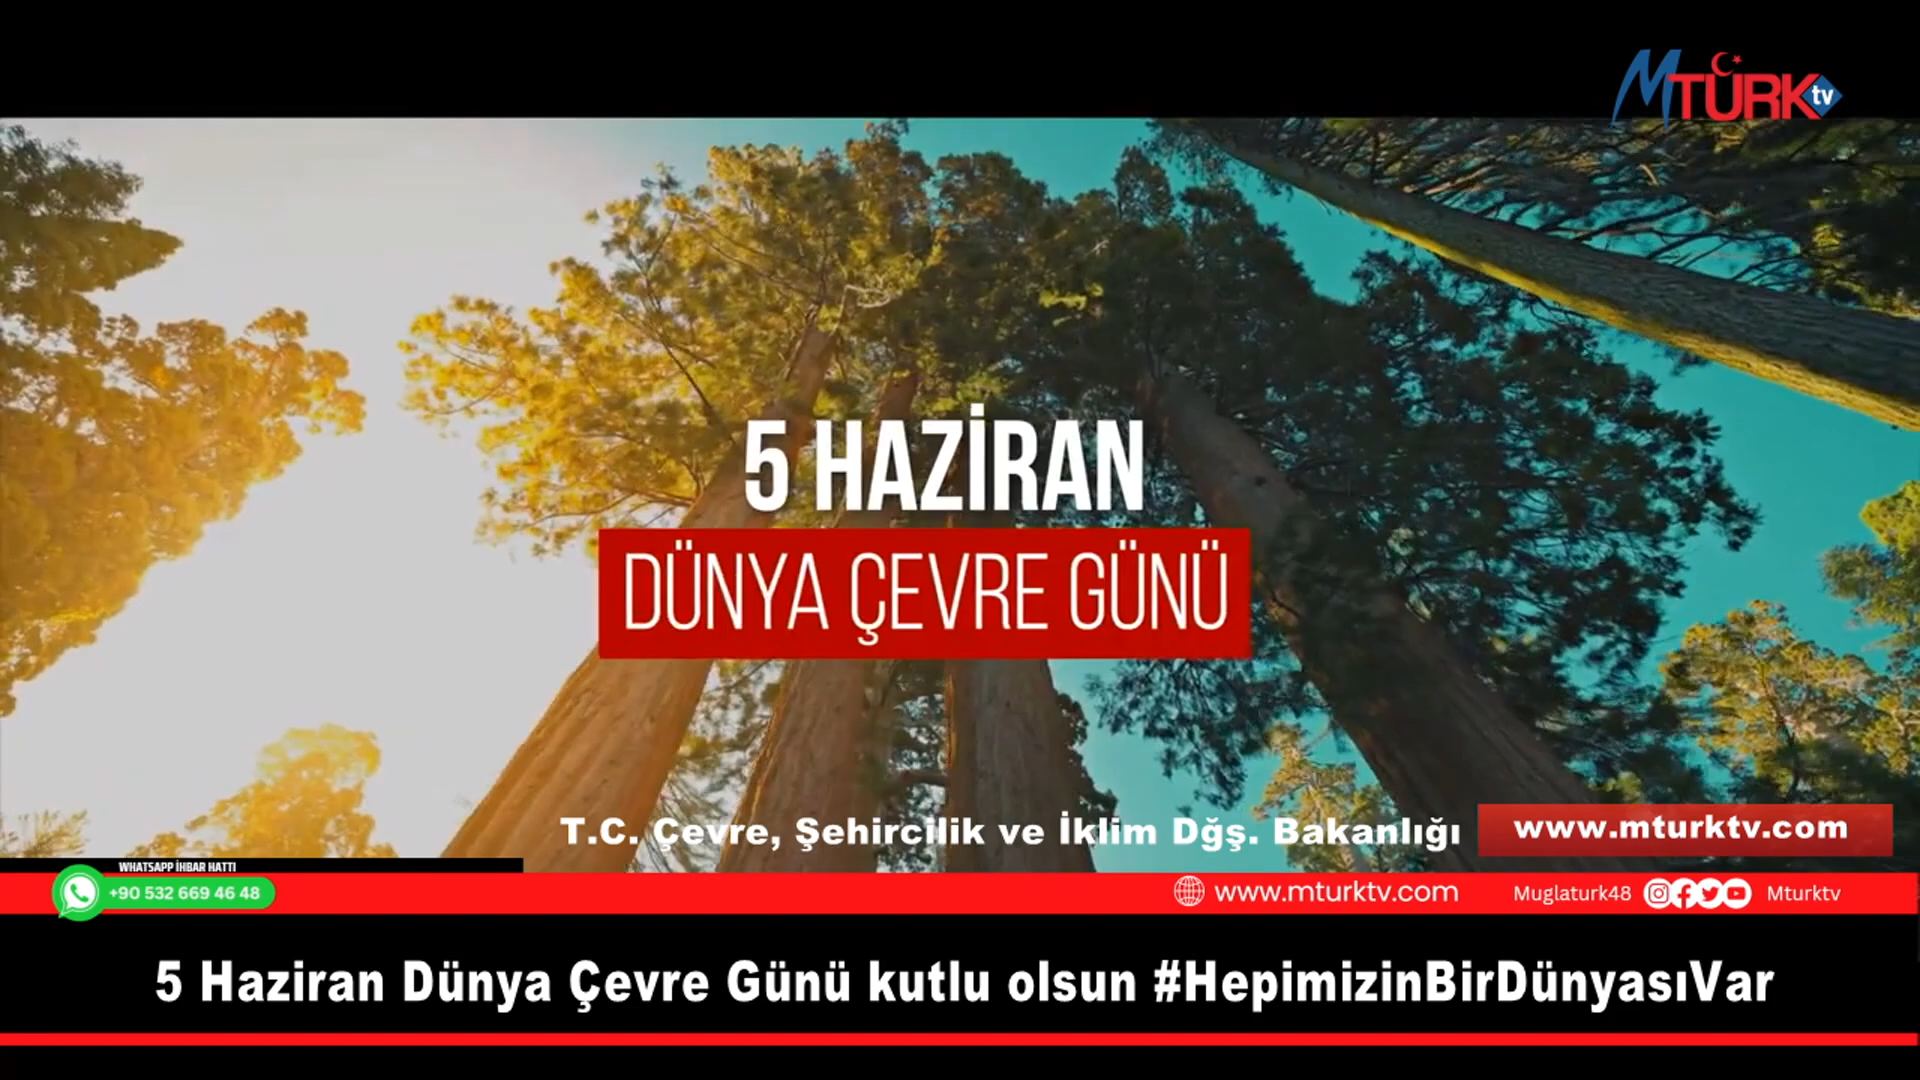 MTÜRK tv
5 HAZİRAN
DÜNYA ÇEVRE GÜNÜ
T.C. Çevre, Şehircilik ve İklim Dğş. Bakanlığı
www.mturktv.com
WHATSAPP İHBAR HATTI
+90 532 669 46 48
www.mturktv.com
Muglaturk48
Mturktv
5 Haziran Dünya Çevre Günü kutlu olsun #HepimizinBirDünyasıVar